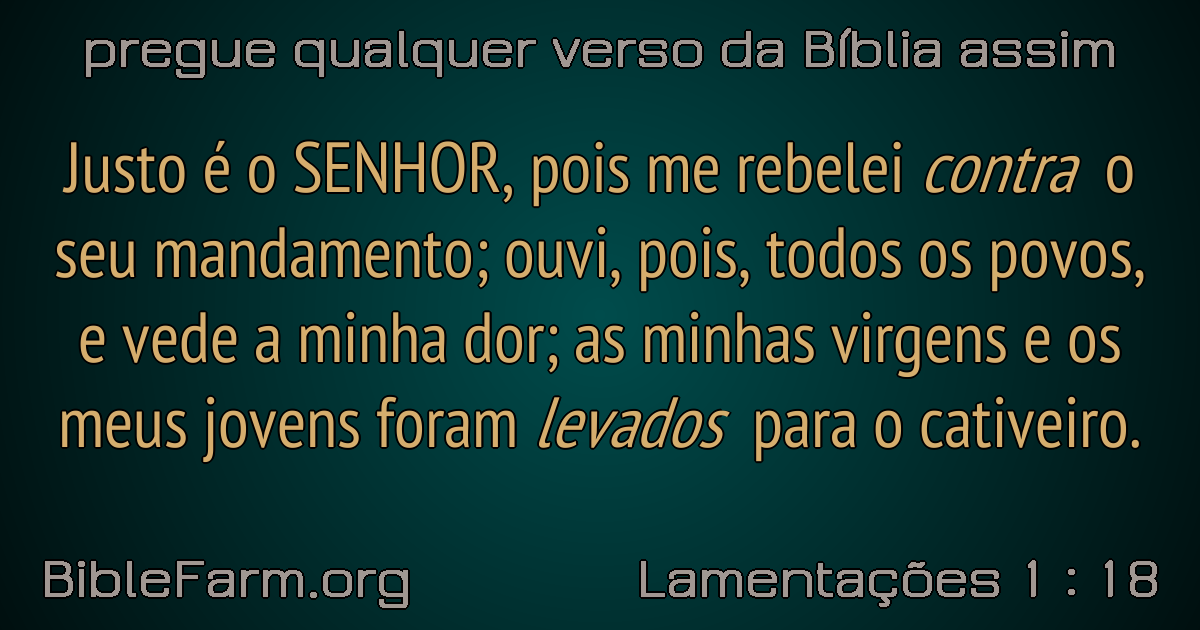 pregue qualquer verso da Bíblia assim
Justo é o SENHOR, pois me rebelei contra o
seu mandamento; ouvi, pois, todos os povos,
e vede a minha dor; as minhas virgens e os
meus jovens foram levados para o cativeiro.
BibleFarm.org
Lamentações 1 : 18